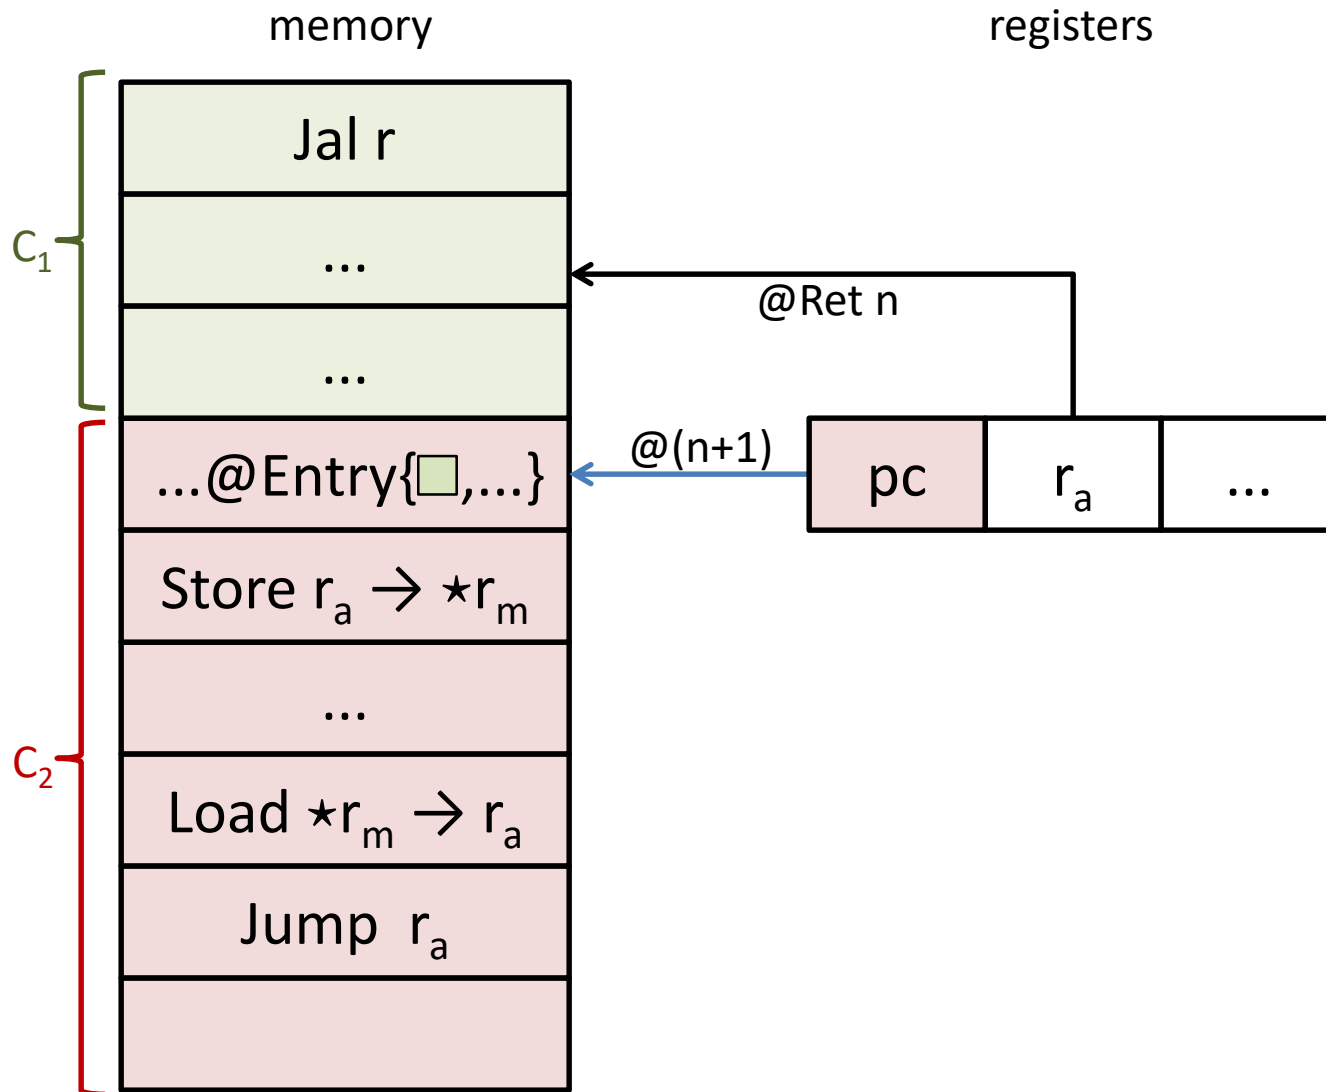 memory
registers
Jal r
C₁
...
@Ret n
...
...@Entry{ ,...}
@(n+1)
pc
rₐ
...
Store rₐ → ⋆rₘ
...
C₂
Load ⋆rₘ → rₐ
Jump rₐ